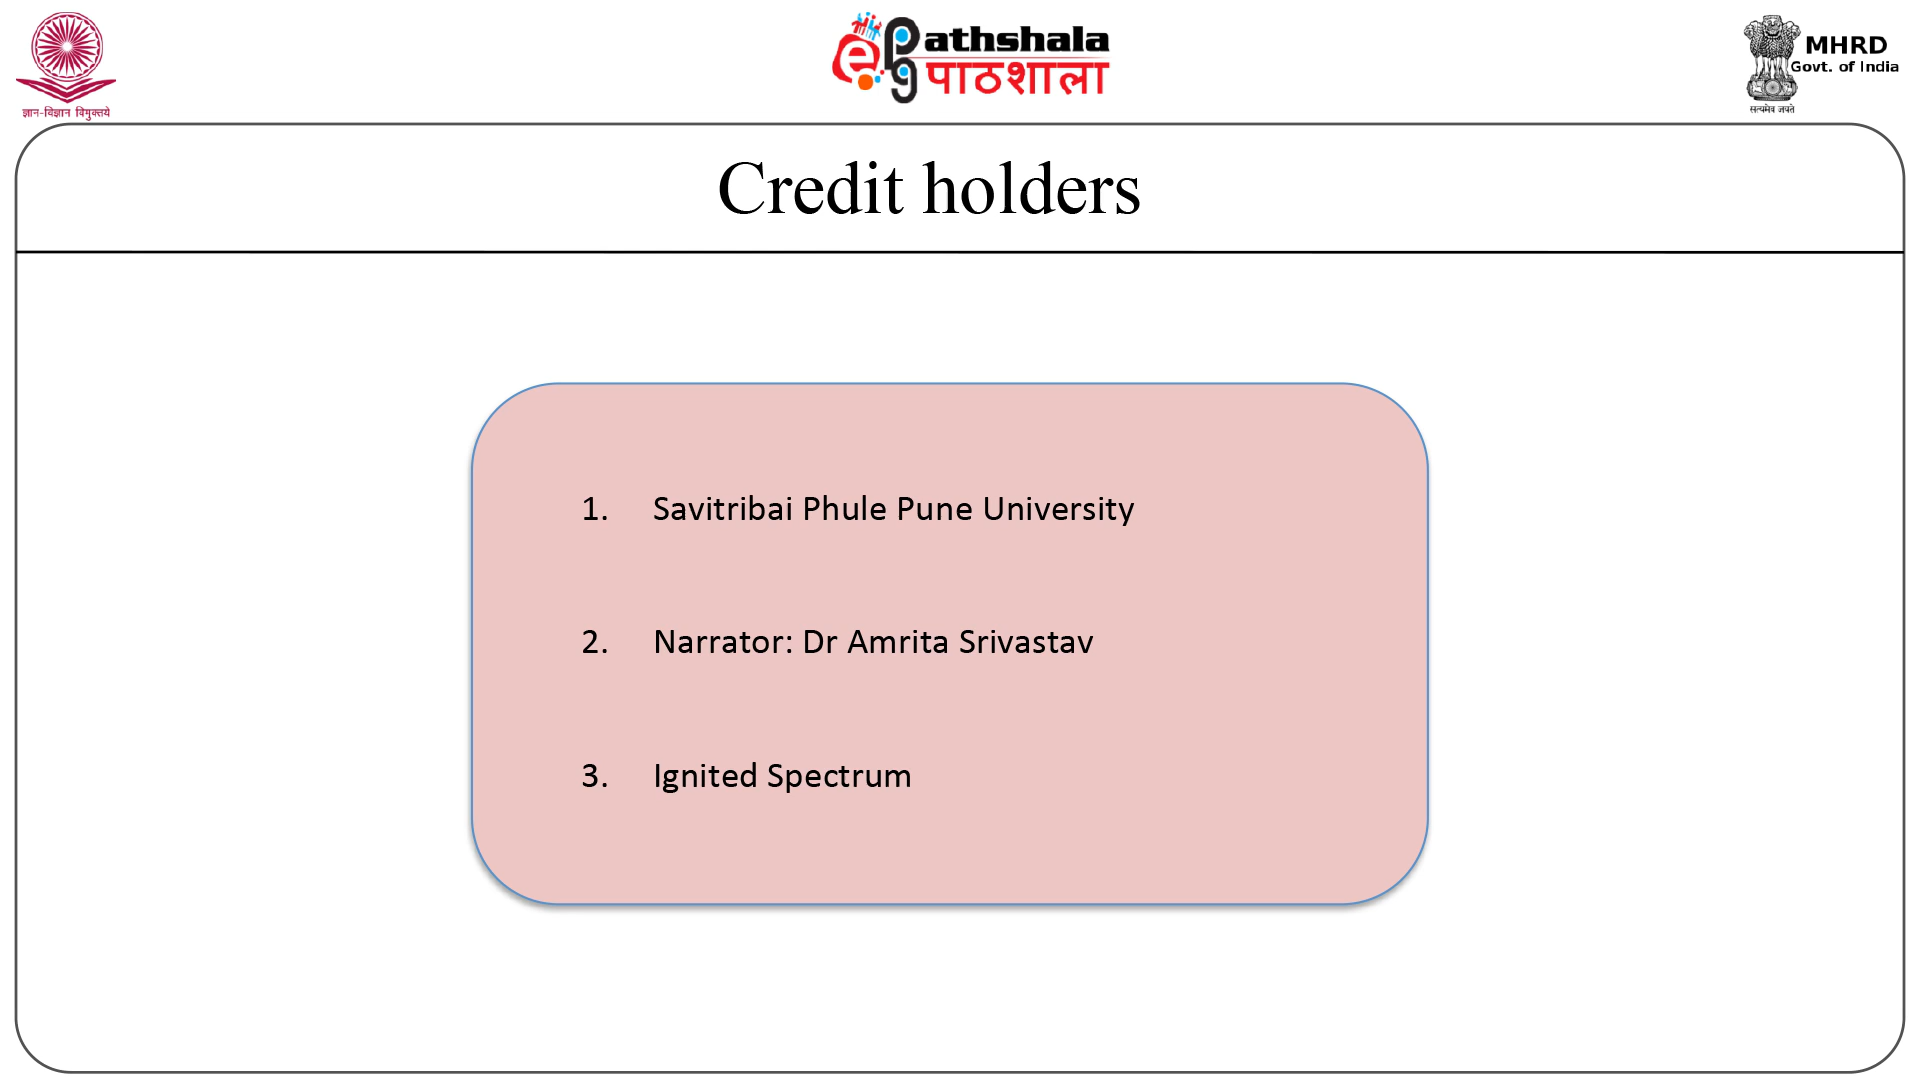 ज्ञान-विज्ञान विमुक्तये
ePg Pathshala
पाठशाला
MHRD
Govt. of India
सत्यमेव जयते
Credit holders
1. Savitribai Phule Pune University
2. Narrator: Dr Amrita Srivastav
3. Ignited Spectrum